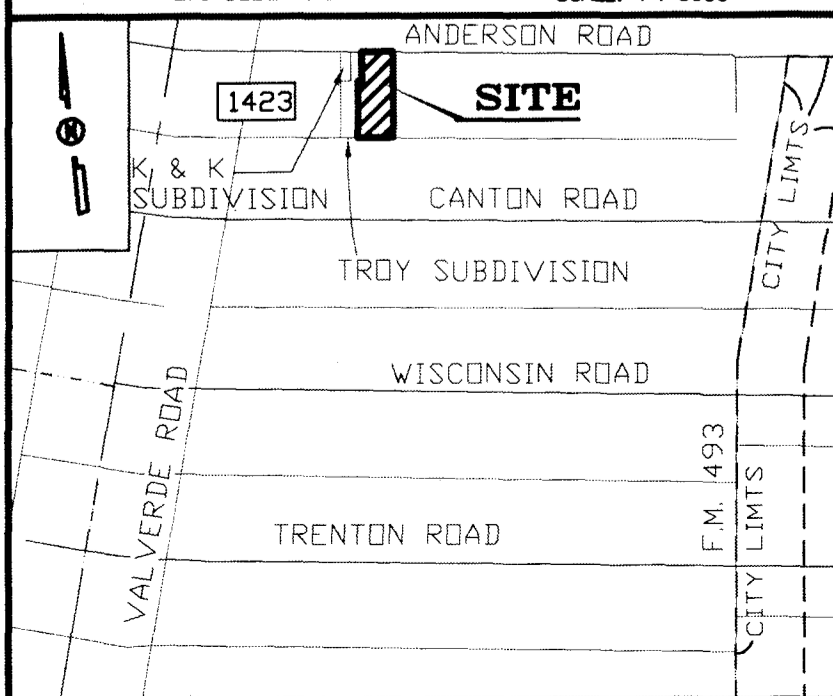 ANDERSON ROAD
1423
SITE
K & K
SUBDIVISION
CANTON ROAD
CITY LIMTS
TROY SUBDIVISION
WISCONSIN ROAD
VALVERDE ROAD
F.M. 493
CITY LIMTS
TRENTON ROAD